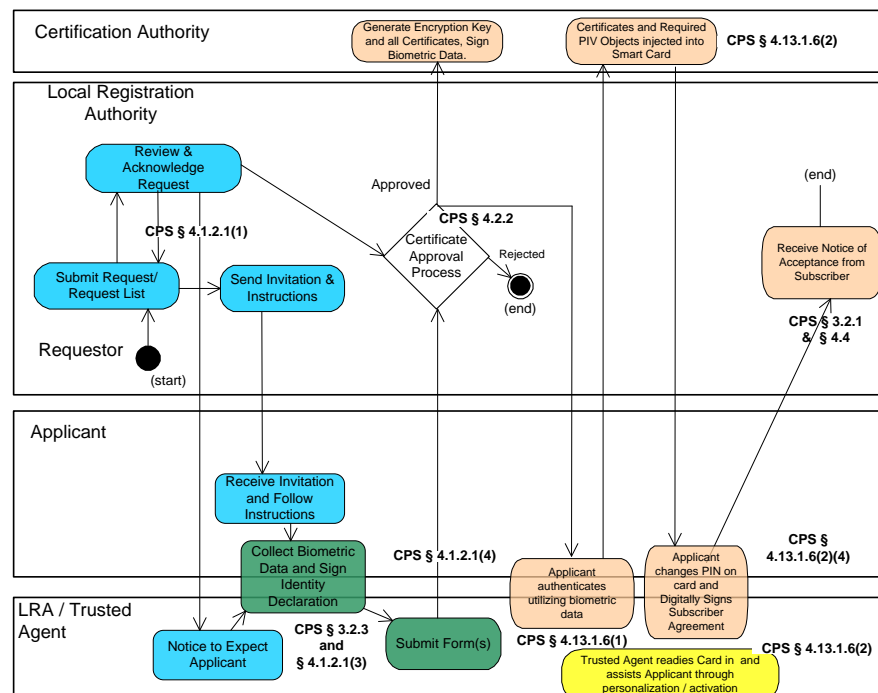 Certification Authority
Generate Encryption Key
and all Certificates, Sign
Biometric Data.
Certificates and Required
PIV Objects injected into
Smart Card
CPS § 4.13.1.6(2)
Local Registration
Authority
Review &
Acknowledge
Request
Approved
(end)
CPS § 4.1.2.1(1)
CPS § 4.2.2
Certificate
Approval
Process
Rejected
(end)
Submit Request/
Request List
Send Invitation &
Instructions
Receive Notice of
Acceptance from
Subscriber
CPS § 3.2.1
& § 4.4
Requestor
(start)
Applicant
Receive Invitation
and Follow
Instructions
Collect Biometric
Data and Sign
Identity
Declaration
CPS § 4.1.2.1(4)
CPS §
4.13.1.6(2)(4)
Applicant
authenticates
utilizing biometric
data
Applicant
changes PIN on
card and
Digitally Signs
Subscriber
Agreement
LRA / Trusted
Agent
Notice to Expect
Applicant
CPS § 3.2.3
and
§ 4.1.2.1(3)
Submit Form(s)
CPS § 4.13.1.6(1)
CPS § 4.13.1.6(2)
Trusted Agent readies Card in and
assists Applicant through
personalization / activation